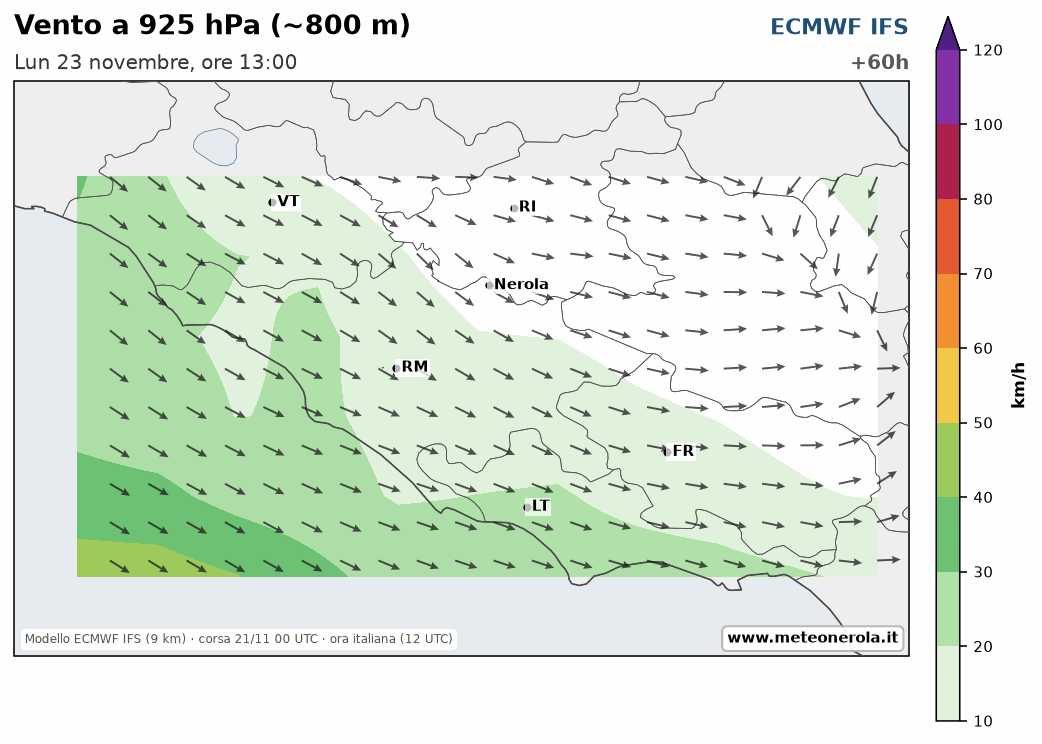 Vento a 925 hPa (~800 m)
ECMWF IFS
Lun 23 novembre, ore 13:00
+60h
VT
RI
Nerola
RM
FR
LT
120
100
80
70
60
50
40
30
20
10
km/h
Modello ECMWF IFS (9 km) · corsa 21/11 00 UTC · ora italiana (12 UTC)
www.meteonerola.it